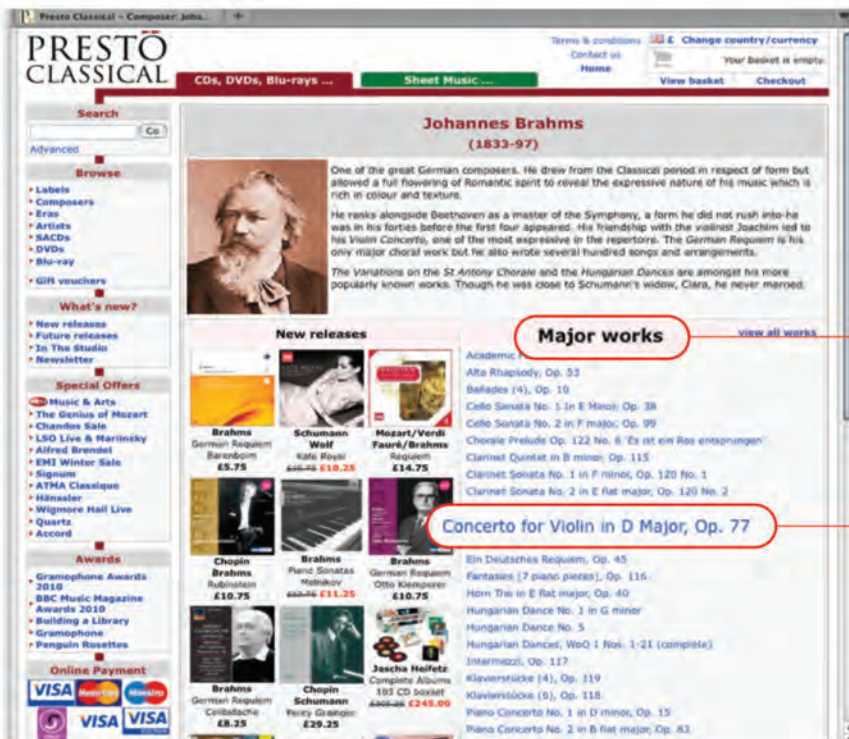 Presto Classical – Composer: Joha...
PRESTO
CLASSICAL
CDs, DVDs, Blu-rays ...
Sheet Music ...
Terms & conditions
Contact us
Home
£ Change country/currency
Your basket is empty.
View basket
Checkout
Search
Go
Advanced
Browse
Labels
Composers
Eras
Artists
SACDs
DVDs
Blu-ray
Gift vouchers
What's new?
New releases
Future releases
In The Studio
Newsletter
Special Offers
Music & Arts
The Genius of Mozart
Chandos Sale
LSO Live & Mariinsky
Alfred Brendel
EMI Winter Sale
Signum
ATMA Classique
Hänssler
Wigmore Hall Live
Quartz
Accord
Awards
Gramophone Awards
2010
BBC Music Magazine
Awards 2010
Building a Library
Gramophone
Penguin Rosettes
Online Payment
VISA MasterCard Maestro
VISA VISA
Johannes Brahms
(1833-97)
One of the great German composers. He drew from the Classical period in respect of form but
allowed a full flowering of Romantic spirit to reveal the expressive nature of his music which is
rich in colour and texture.
He ranks alongside Beethoven as a master of the Symphony, a form he did not rush into-he
was in his forties before the first four appeared. His friendship with the violinist Joachim led to
his Violin Concerto, one of the most expressive in the repertoire. The German Requiem is his
only major choral work but he also wrote several hundred songs and arrangements.
The Variations on the St Antony Chorale and the Hungarian Dances are amongst his more
popularly known works. Though he was close to Schumann's widow, Clara, he never married.
New releases
Brahms
German Requiem
Barenboim
£5.75
Schumann
Wolf
Kate Royal
£10.25
Mozart/Verdi
Fauré/Brahms
Requiem
£14.75
Chopin
Brahms
Rubinstein
£10.75
Brahms
Piano Sonatas
Melnikov
£12.75 £11.25
Brahms
German Requiem
Otto Klemperer
£10.75
Brahms
German Requiem
Celibidache
£8.25
Chopin
Schumann
Percy Grainger
£29.25
Jascha Heifetz
Complete Albums
103 CD boxset
£245.00
Major works
view all works
Academic
Alto Rhapsody, Op. 53
Ballades (4), Op. 10
Cello Sonata No. 1 In E Minor, Op. 38
Cello Sonata No. 2 in F major, Op. 99
Chorale Prelude Op. 122 No. 8 'Es ist ein Ros entsprungen'
Clarinet Quintet in B minor, Op. 115
Clarinet Sonata No. 1 in F minor, Op. 120 No. 1
Clarinet Sonata No. 2 in E flat major, Op. 120 No. 2
Concerto for Violin in D Major, Op. 77
Ein Deutsches Requiem, Op. 45
Fantasies (7 piano pieces), Op. 116
Horn Trio in E flat major, Op. 40
Hungarian Dance No. 1 in G minor
Hungarian Dance No. 5
Hungarian Dances, WoO 1 Nos. 1-21 (complete)
Intermezzi, Op. 117
Klavierstücke (4), Op. 119
Klavierstücke (6), Op. 118
Piano Concerto No. 1 in D minor, Op. 15
Piano Concerto No. 2 in B flat major, Op. 83